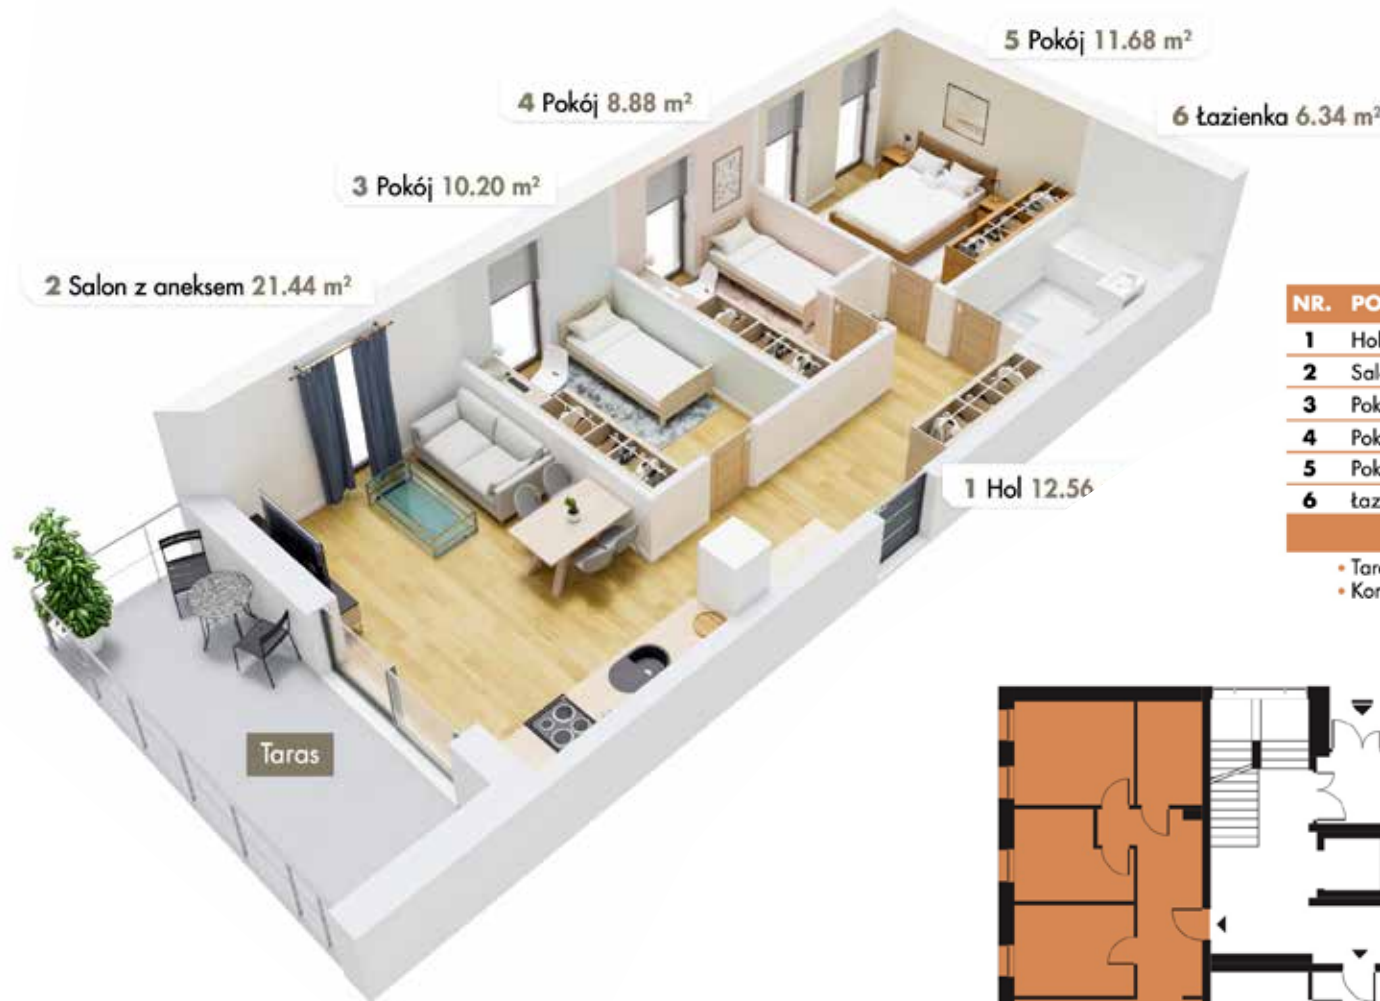 5 Pokój 11.68 m²
4 Pokój 8.88 m²
6 Łazienka 6.34 m²
3 Pokój 10.20 m²
2 Salon z aneksem 21.44 m²
NR.
1
2
3
4
5
6
1 Hol 12.56
Taras